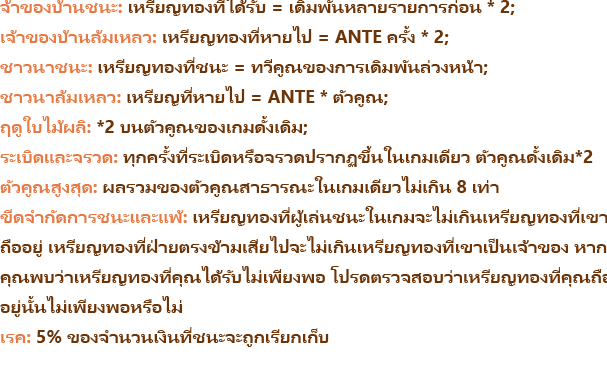 จ้าของบ้านชนะ: เหรียญทองที่ได้รับ = เดิมพันหลายรายการก่อน * 2;
เจ้าของบ้านล้มเหลว: เหรียญทองที่หายไป = ANTE ครั้ง * 2;
ชาวนาชนะ: เหรียญทองที่ชนะ = ทวีคูณของการเดิมพันล่วงหน้า;
ชาวนาล้มเหลว: เหรียญที่หายไป = ANTE * ตัวคูณ;
ฤดูใบไม้ผลิ: *2 บนตัวคูณของเกมดั้งเดิม;
ระเบิดและจรวด: ทุกครั้งที่ระเบิดหรือจรวดปรากฏขึ้นในเกมเดียว ตัวคูณดั้งเดิม*2
ตัวคูณสูงสุด: ผลรวมของตัวคูณสาธารณะในเกมเดียวไม่เกิน 8 เท่า
ขีดจำกัดการชนะและแพ้: เหรียญทองที่ผู้เล่นชนะในเกมจะไม่เกินเหรียญทองที่เขา
ถืออยู่ เหรียญทองที่ฝ่ายตรงข้ามเสียไปจะไม่เกินเหรียญทองที่เขาเป็นเจ้าของ หาก
คุณพบว่าเหรียญทองที่คุณได้รับไม่เพียงพอ โปรดตรวจสอบว่าเหรียญทองที่คุณถือ
อยู่นั้นไม่เพียงพอหรือไม่
เรค: 5% ของจำนวนเงินที่ชนะจะถูกเรียกเก็บ